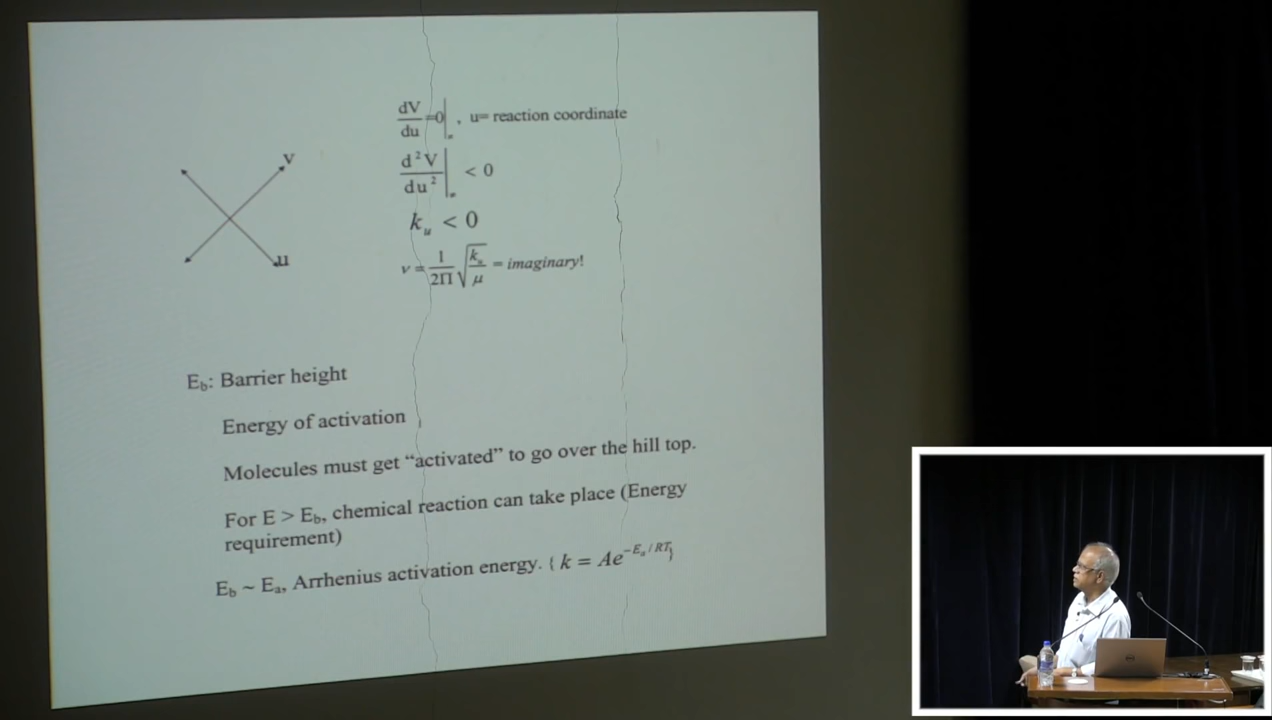 dV/du =0|* , u= reaction coordinate
d²V/du² |* < 0
v
k_u < 0
u
ν = 1/2Π √(k_u/μ) = imaginary!
E_b: Barrier height
Energy of activation
Molecules must get “activated” to go over the hill top.
For E > E_b, chemical reaction can take place (Energy
requirement)
E_b ~ E_a, Arrhenius activation energy. { k = Ae^{-E_a / RT}}